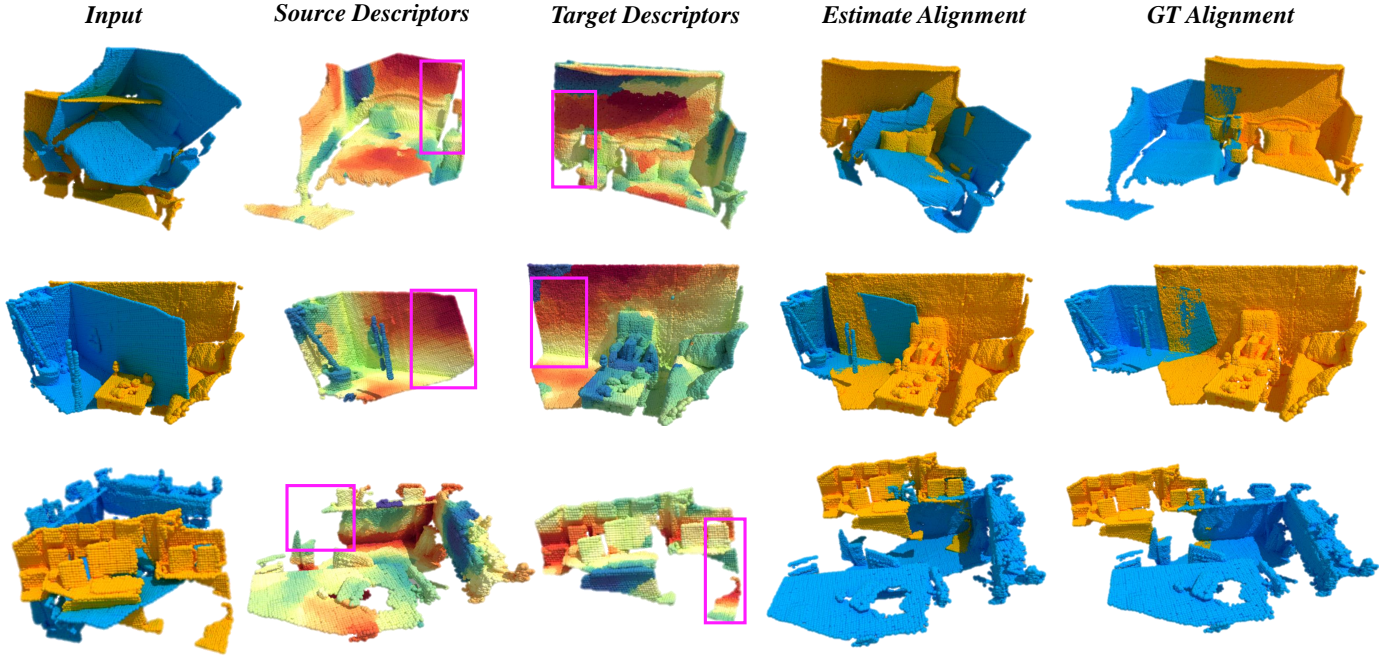 Input
Source Descriptors
Target Descriptors
Estimate Alignment
GT Alignment